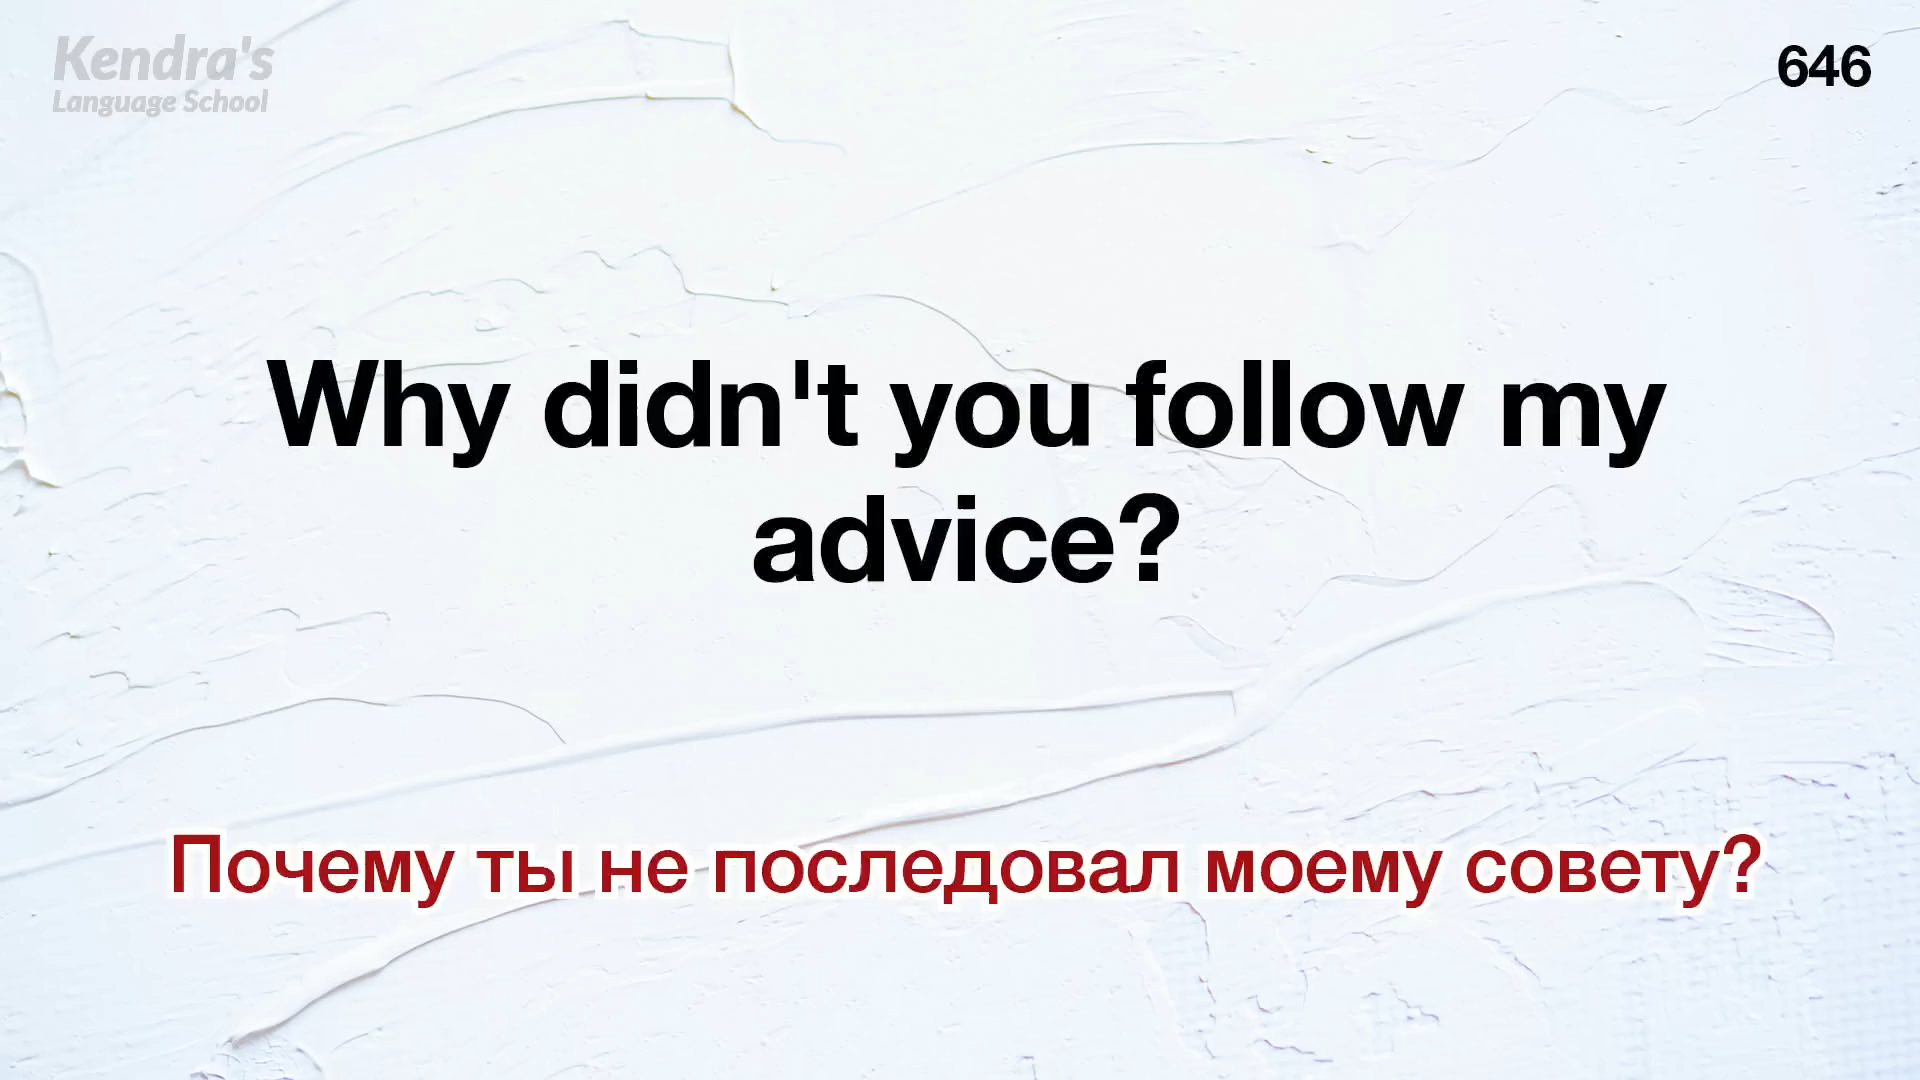 Kendra's
Language School
646
Why didn't you follow my
advice?
Почему ты не последовал моему совету?